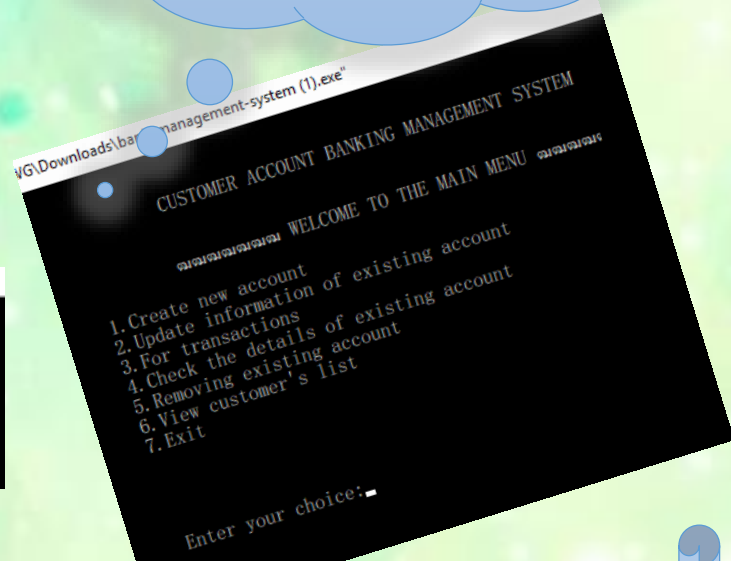 \Downloads\ management-system (1).exe"
CUSTOMER ACCOUNT BANKING MANAGEMENT SYSTEM
WELCOME TO THE MAIN MENU
1.Create new account
2.Update information of existing account
3.For transactions
4.Check the details of existing account
5.Removing existing account
6.View customer's list
7.Exit
Enter your choice: